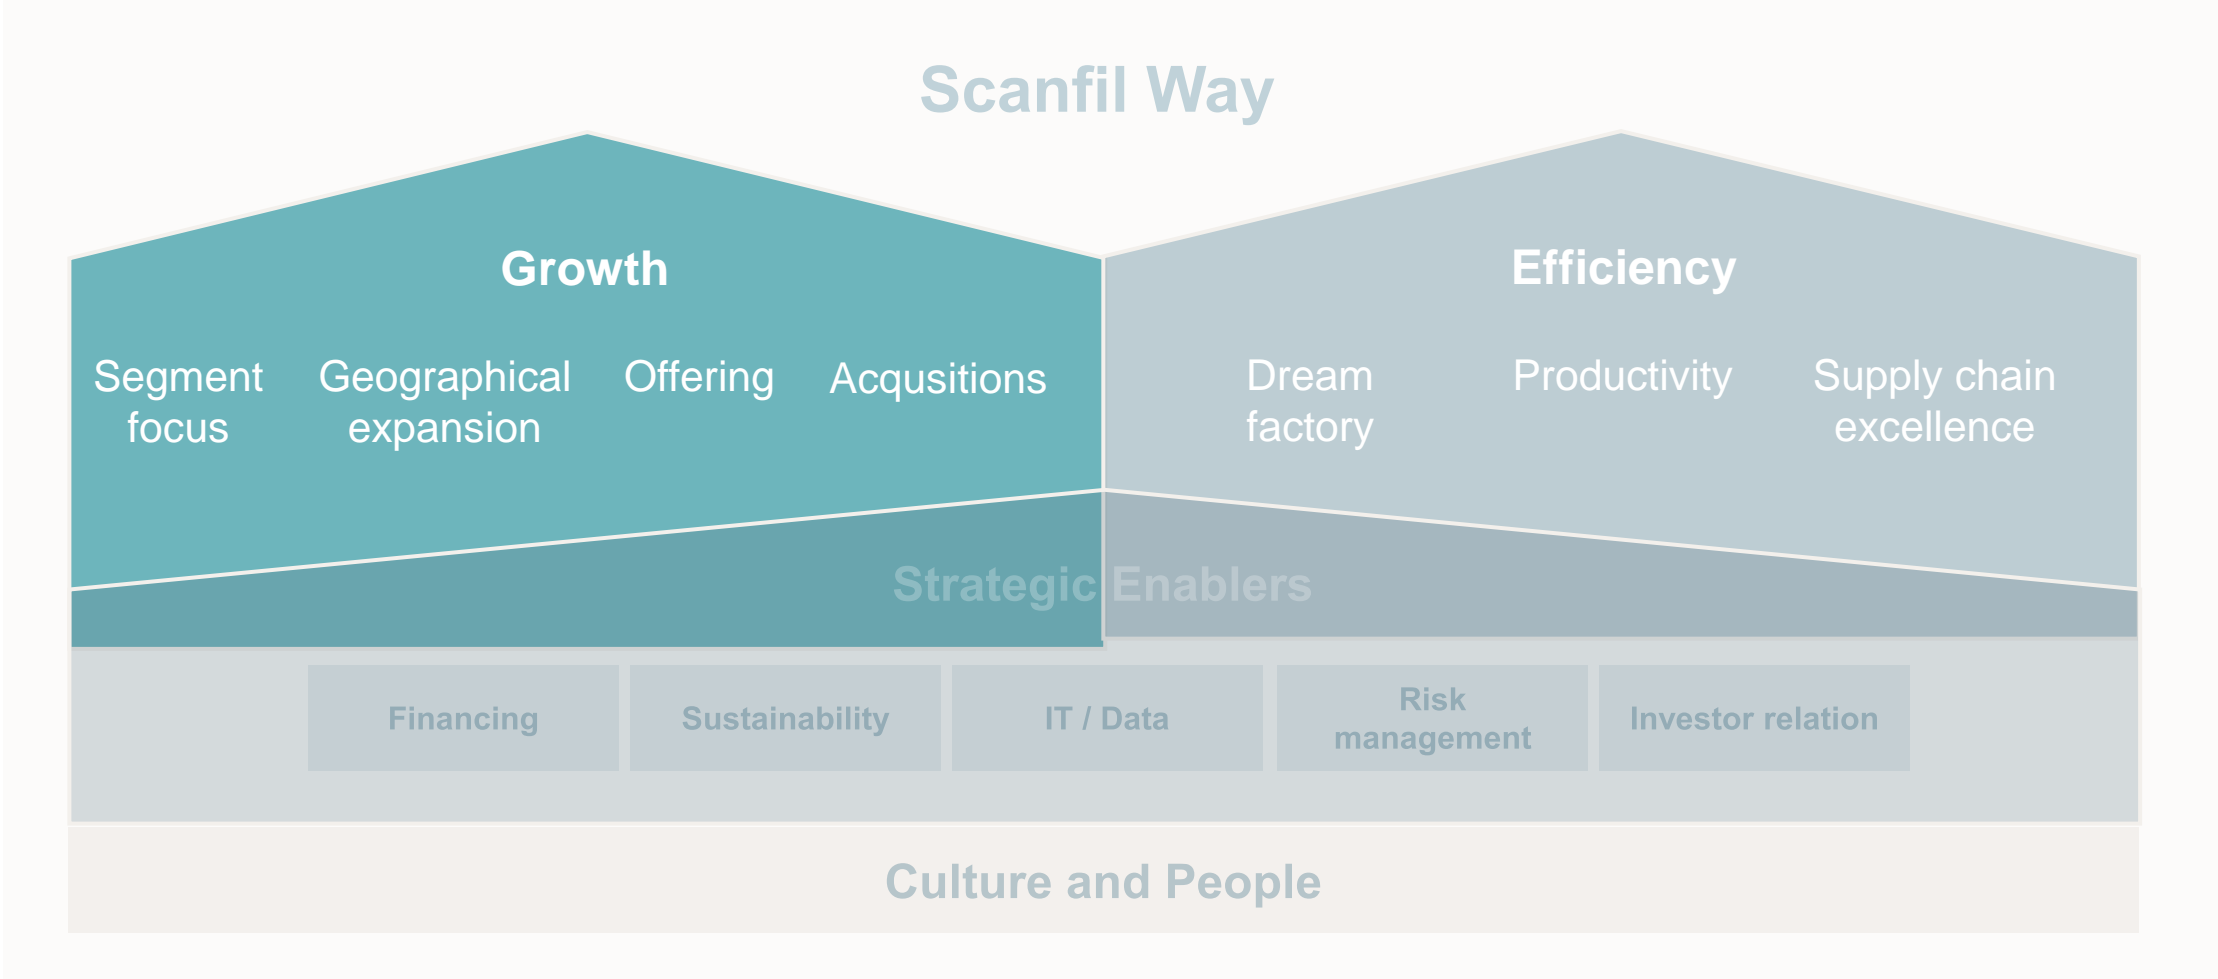 Scanfil Way
Growth
Segment
focus
Geographical
expansion
Offering
Acqusitions
Efficiency
Dream
factory
Productivity
Supply chain
excellence
Strategic Enablers
Financing
Sustainability
IT / Data
Risk
management
Investor relation
Culture and People